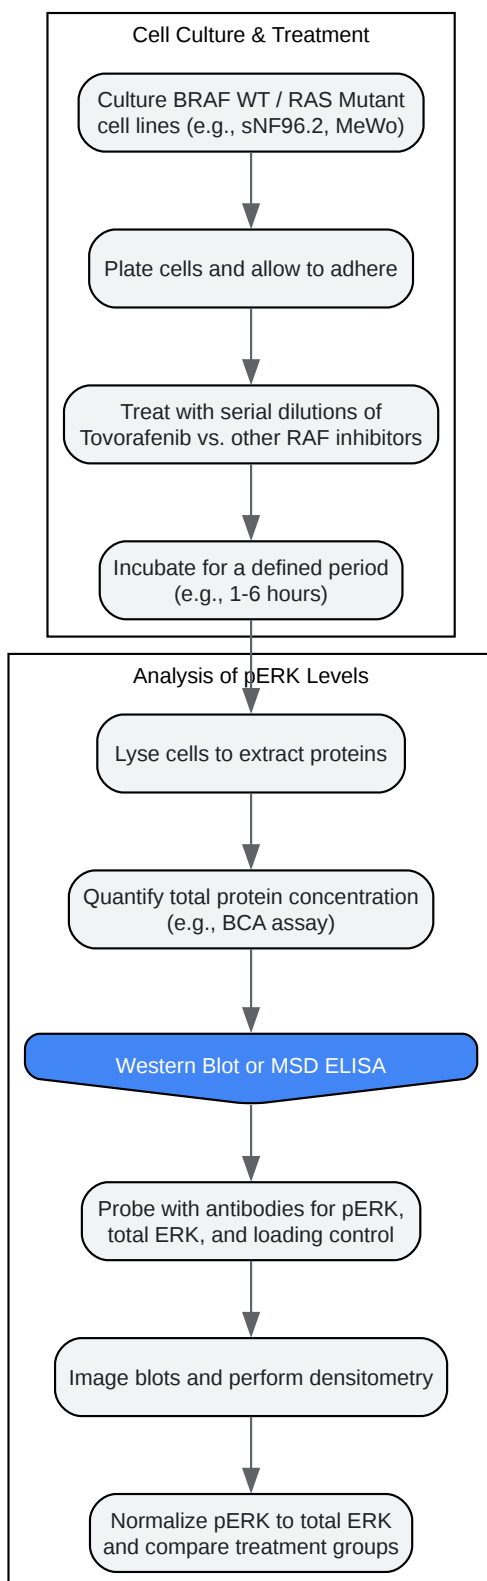 Cell Culture & Treatment
Culture BRAF WT / RAS Mutant
cell lines (e.g., sNF96.2, MeWo)
Plate cells and allow to adhere
Treat with serial dilutions of
Tovorafenib vs. other RAF inhibitors
Incubate for a defined period
(e.g., 1-6 hours)
Analysis of pERK Levels
Lyse cells to extract proteins
Quantify total protein concentration
(e.g., BCA assay)
Western Blot or MSD ELISA
Probe with antibodies for pERK,
total ERK, and loading control
Image blots and perform densitometry
Normalize pERK to total ERK
and compare treatment groups